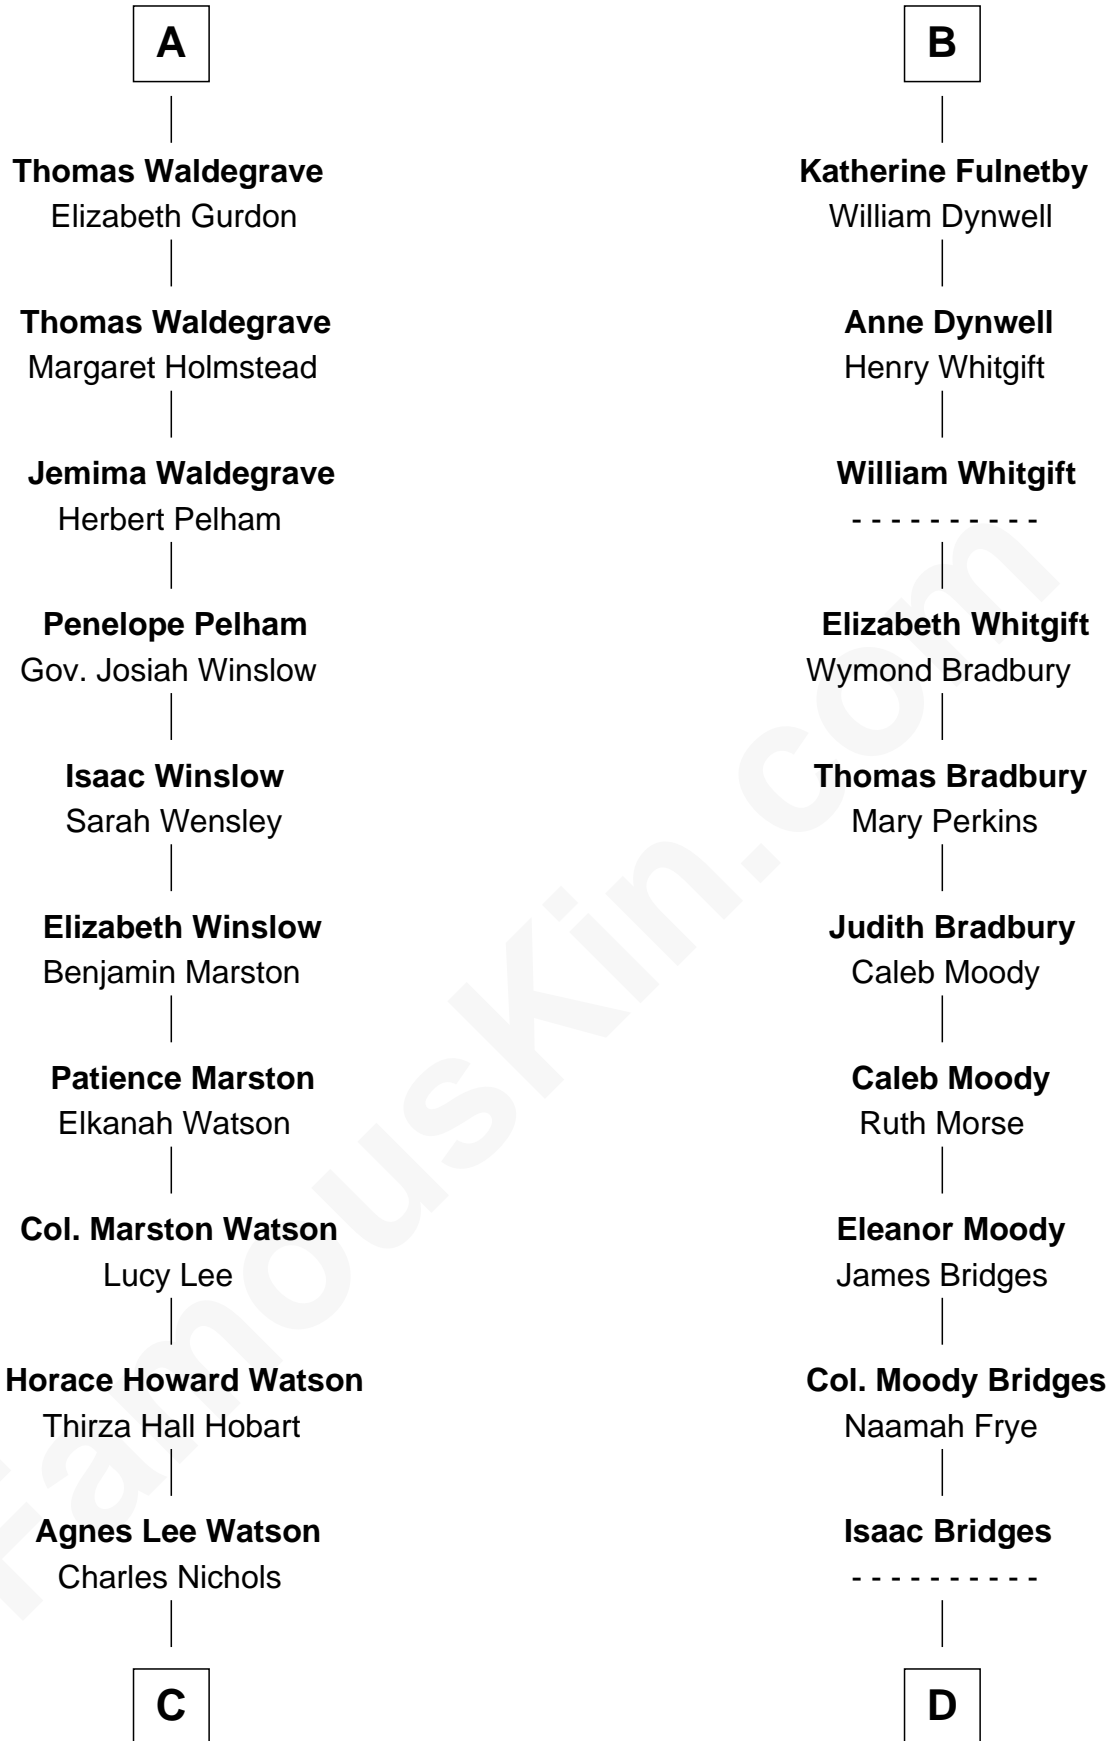 A
Thomas Waldegrave
Elizabeth Gurdon
Thomas Waldegrave
Margaret Holmstead
Jemima Waldegrave
Herbert Pelham
Penelope Pelham
Gov. Josiah Winslow
Isaac Winslow
Sarah Wensley
Elizabeth Winslow
Benjamin Marston
Patience Marston
Elkanah Watson
Col. Marston Watson
Lucy Lee
Horace Howard Watson
Thirza Hall Hobart
Agnes Lee Watson
Charles Nichols
C
B
Katherine Fulnetby
William Dynwell
Anne Dynwell
Henry Whitgift
William Whitgift
- - - - - - - - - -
Elizabeth Whitgift
Wymond Bradbury
Thomas Bradbury
Mary Perkins
Judith Bradbury
Caleb Moody
Caleb Moody
Ruth Morse
Eleanor Moody
James Bridges
Col. Moody Bridges
Naamah Frye
Isaac Bridges
- - - - - - - - - -
D
FamousKin.com